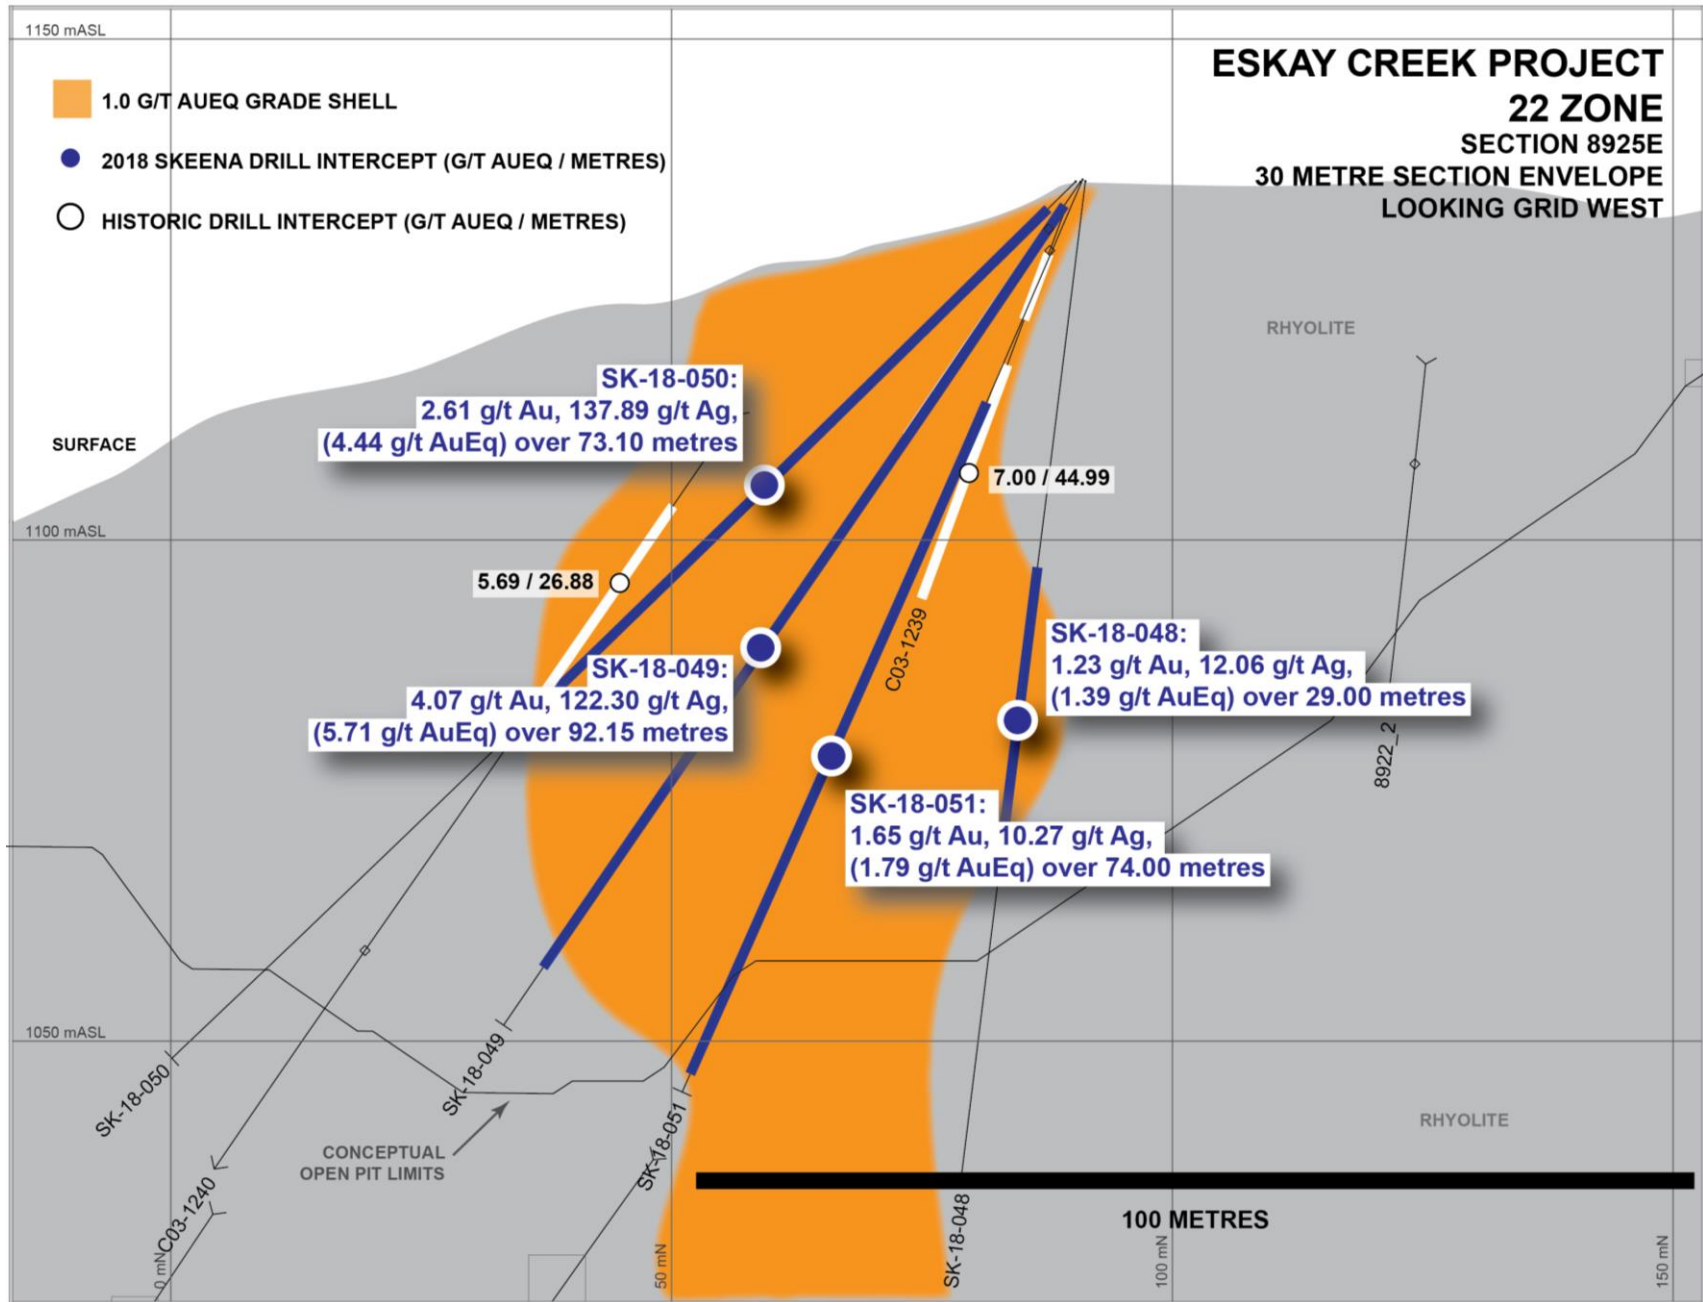 1150 mASL
ESKAY CREEK PROJECT
22 ZONE
SECTION 8925E
30 METRE SECTION ENVELOPE
LOOKING GRID WEST
1.0 G/T AUEQ GRADE SHELL
2018 SKEENA DRILL INTERCEPT (G/T AUEQ / METRES)
HISTORIC DRILL INTERCEPT (G/T AUEQ / METRES)
RHYOLITE
SK-18-050:
2.61 g/t Au, 137.89 g/t Ag,
(4.44 g/t AuEq) over 73.10 metres
SURFACE
7.00 / 44.99
1100 mASL
5.69 / 26.88
C03-1239
SK-18-048:
1.23 g/t Au, 12.06 g/t Ag,
(1.39 g/t AuEq) over 29.00 metres
SK-18-049:
4.07 g/t Au, 122.30 g/t Ag,
(5.71 g/t AuEq) over 92.15 metres
8922_2
SK-18-051:
1.65 g/t Au, 10.27 g/t Ag,
(1.79 g/t AuEq) over 74.00 metres
1050 mASL
SK-18-050
SK-18-049
SK-18-051
CONCEPTUAL
OPEN PIT LIMITS
RHYOLITE
C03-1240
SK-18-048
100 METRES
0 mN
50 mN
100 mN
150 mN